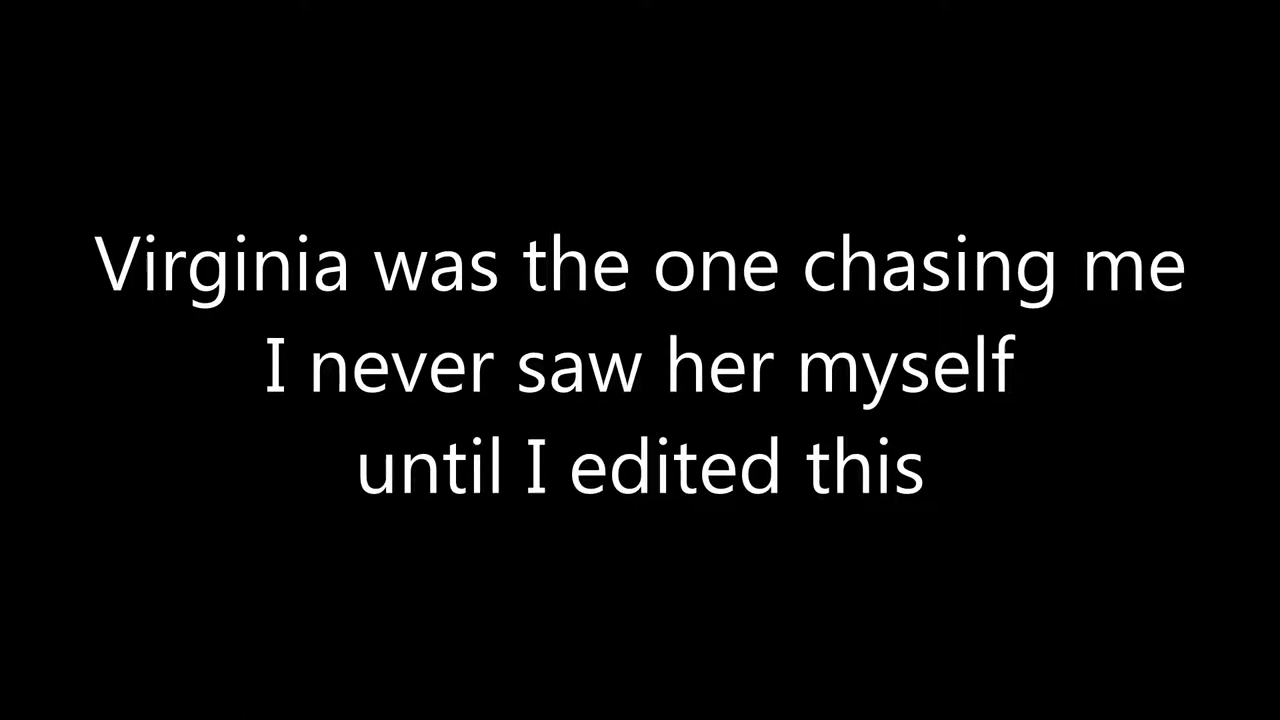 Virginia was the one chasing me
I never saw her myself
until I edited this